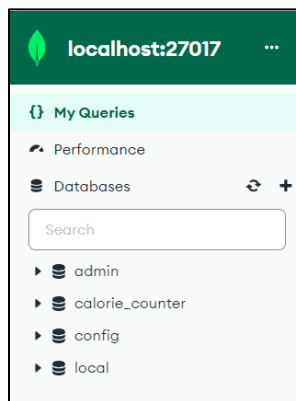 localhost:27017 ...
{} My Queries
Performance
Databases
Search
admin
calorie_counter
config
local